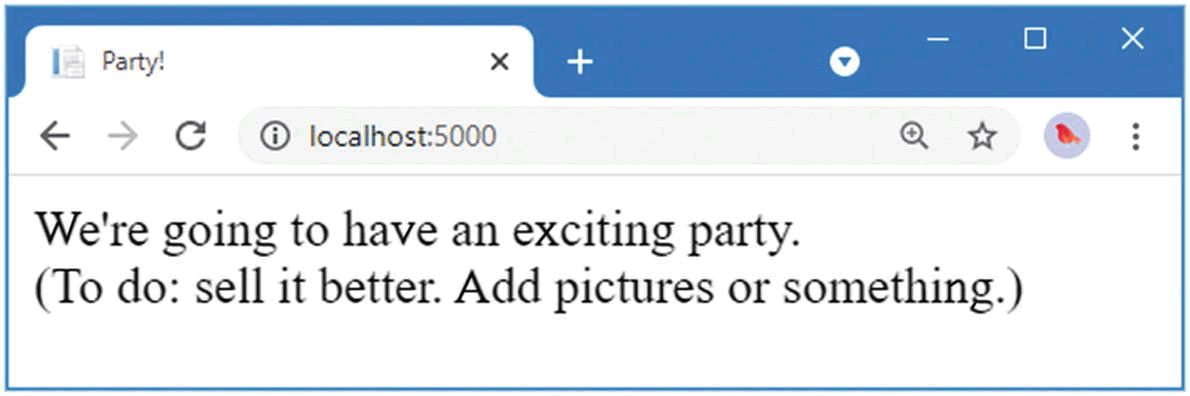 Party!
localhost:5000
We're going to have an exciting party.
(To do: sell it better. Add pictures or something.)